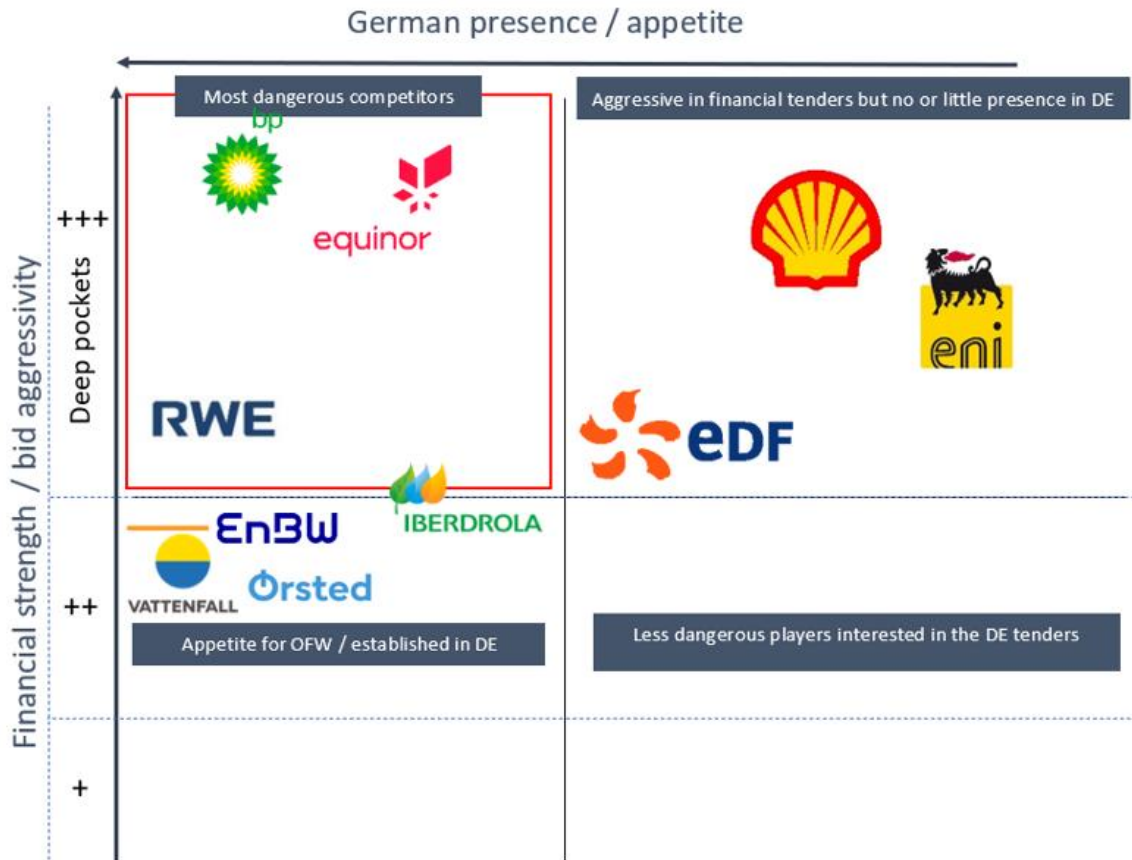 German presence / appetite
Most dangerous competitors
Aggressive in financial tenders but no or little presence in DE
bp
equinor
eni
RWE
eDF
IBERDROLA
EnBW
VATTENFALL
Ørsted
Appetite for OFW / established in DE
Less dangerous players interested in the DE tenders
Financial strength / bid aggressivity
Deep pockets
+++
++
+